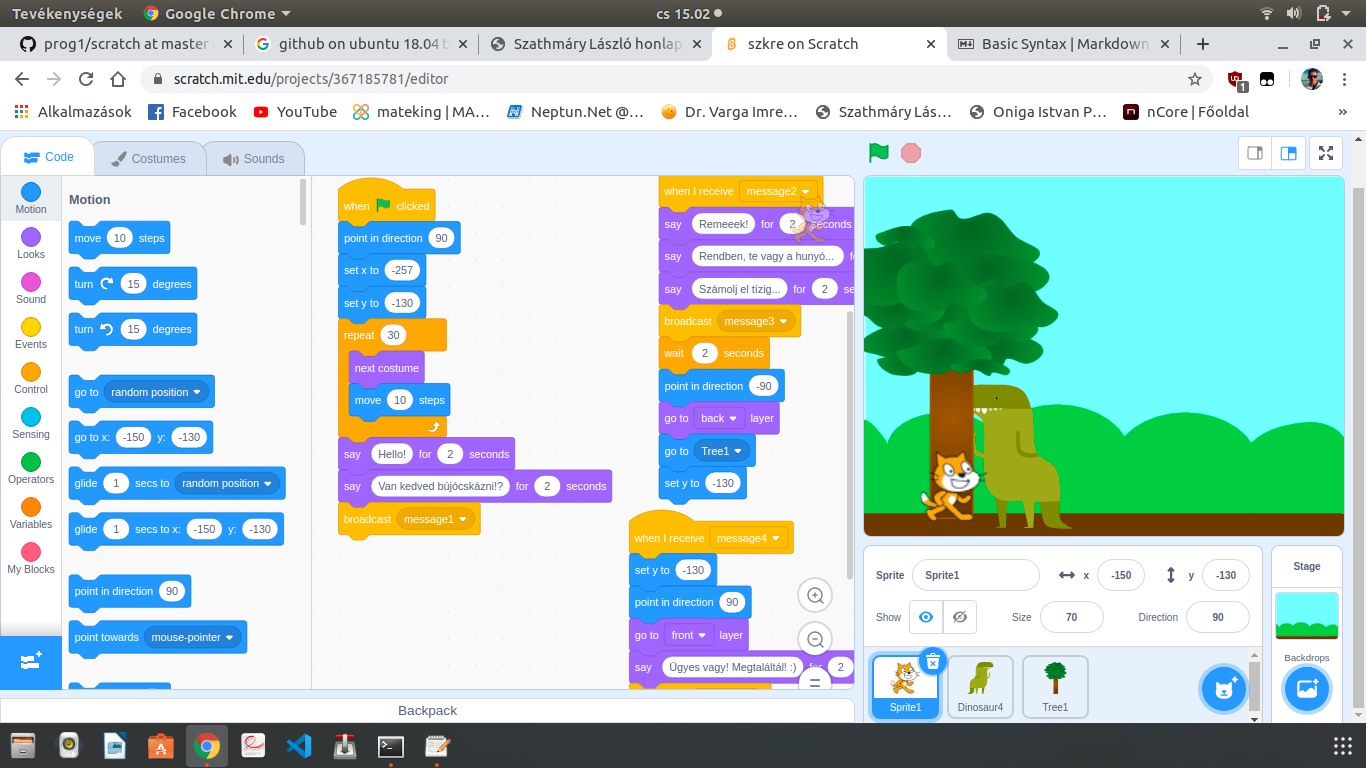 Tevékenységek
Google Chrome
cs 15.02
prog1/scratch at master
github on ubuntu 18.04 t
Szathmáry László honlap
szkre on Scratch
Basic Syntax | Markdown
scratch.mit.edu/projects/367185781/editor
1
Alkalmazások
Facebook
YouTube
mateking | MA…
Neptun.Net @…
Dr. Varga Imre…
Szathmáry Lás…
Oniga Istvan P…
nCore | Főoldal
»
Code
Costumes
Sounds
Motion
Looks
Sound
Events
Control
Sensing
Operators
Variables
My Blocks
Motion
move 10 steps
turn 15 degrees
turn 15 degrees
go to random position
go to x: -150 y: -130
glide 1 secs to random position
glide 1 secs to x: -150 y: -130
point in direction 90
point towards mouse-pointer
when clicked
point in direction 90
set x to -257
set y to -130
repeat 30
next costume
move 10 steps
say Hello! for 2 seconds
say Van kedved bújócskázni!? for 2 seconds
broadcast message1
when I receive message2
say Remeeek! for 2 seconds
say Rendben, te vagy a hunyó...
say Számolj el tízig... for 2 se
broadcast message3
wait 2 seconds
point in direction -90
go to back layer
go to Tree1
set y to -130
when I receive message4
set y to -130
point in direction 90
go to front layer
say Ügyes vagy! Megtaláltál! :) for 2
Backpack
Sprite Sprite1 x -150 y -130
Show Size 70 Direction 90
Sprite1
Dinosaur4
Tree1
Stage
Backdrops